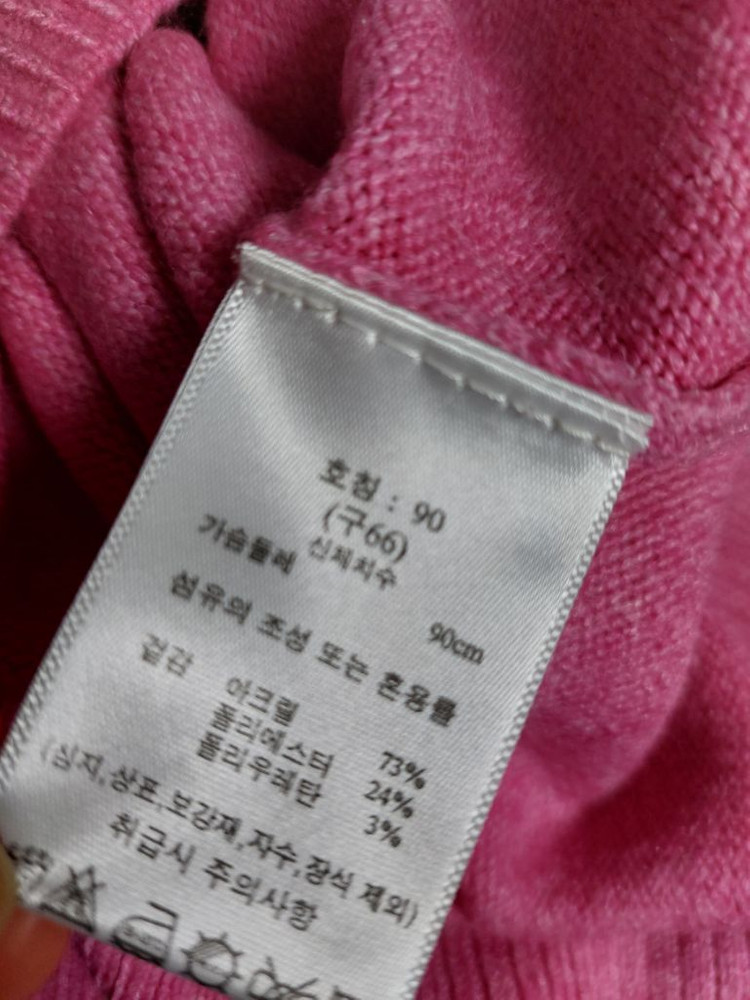 호칭 : 90
(구66)
신체치수
가슴둘레 90cm
섬유의 조성 또는 혼용률
겉감 아크릴 73%
폴리에스터 24%
폴리우레탄 3%
(심지,상표,보강재,자수,장식 제외)
취급시 주의사항